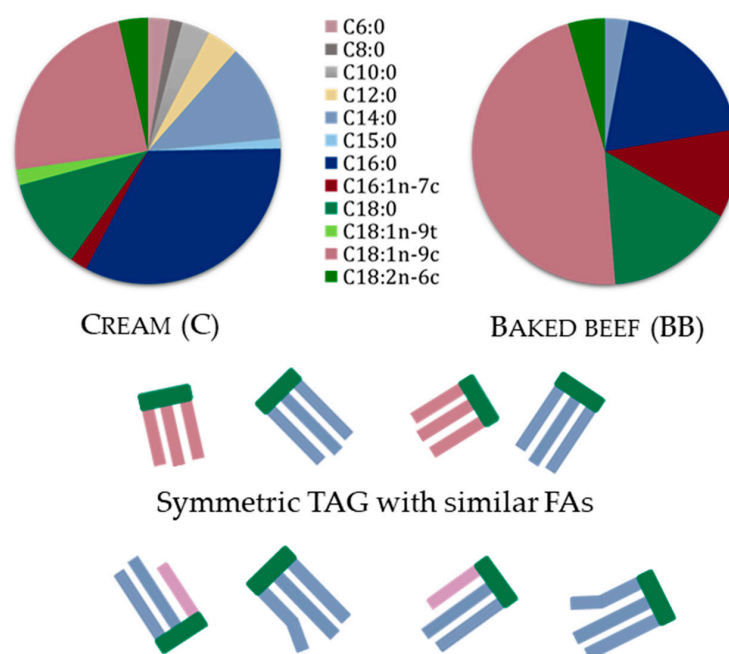 C6:0
C8:0
C10:0
C12:0
C14:0
C15:0
C16:0
C16:1n-7c
C18:0
C18:1n-9t
C18:1n-9c
C18:2n-6c
CREAM (C)
BAKED BEEF (BB)
Symmetric TAG with similar FAs